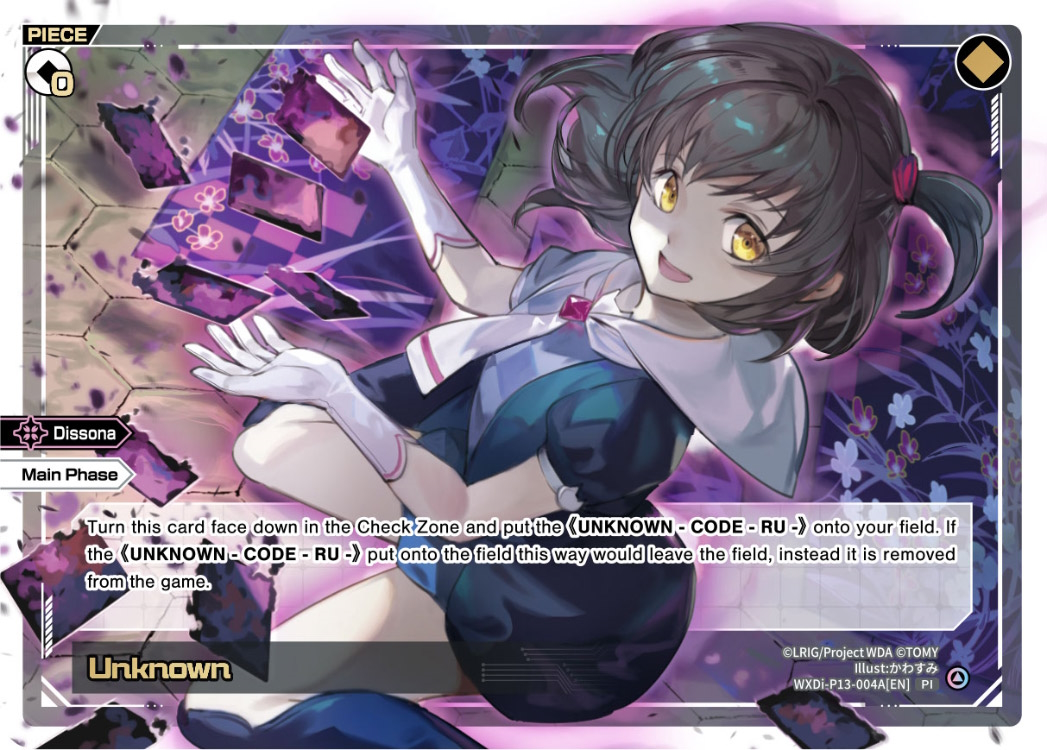 PIECE
0
Dissona
Main Phase
Turn this card face down in the Check Zone and put the 《UNKNOWN - CODE - RU -》 onto your field. If
the 《UNKNOWN - CODE - RU -》 put onto the field this way would leave the field, instead it is removed
from the game.
Unknown
©LRIG/Project WDA ©TOMY
Illust:かわすみ
WXDi-P13-004A[EN] PI